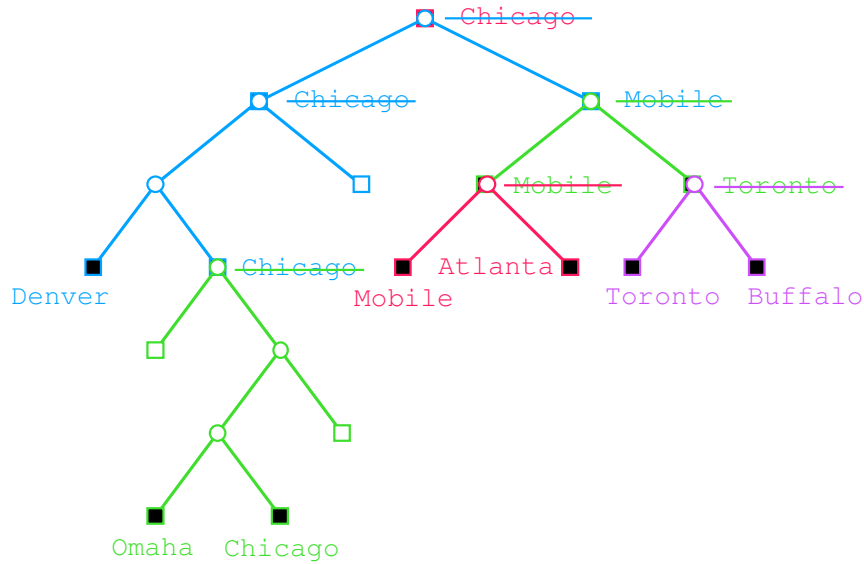 Chicago
Chicago
Mobile
Mobile
Toronto
Chicago
Atlanta
Denver
Mobile
Toronto
Buffalo
Omaha
Chicago